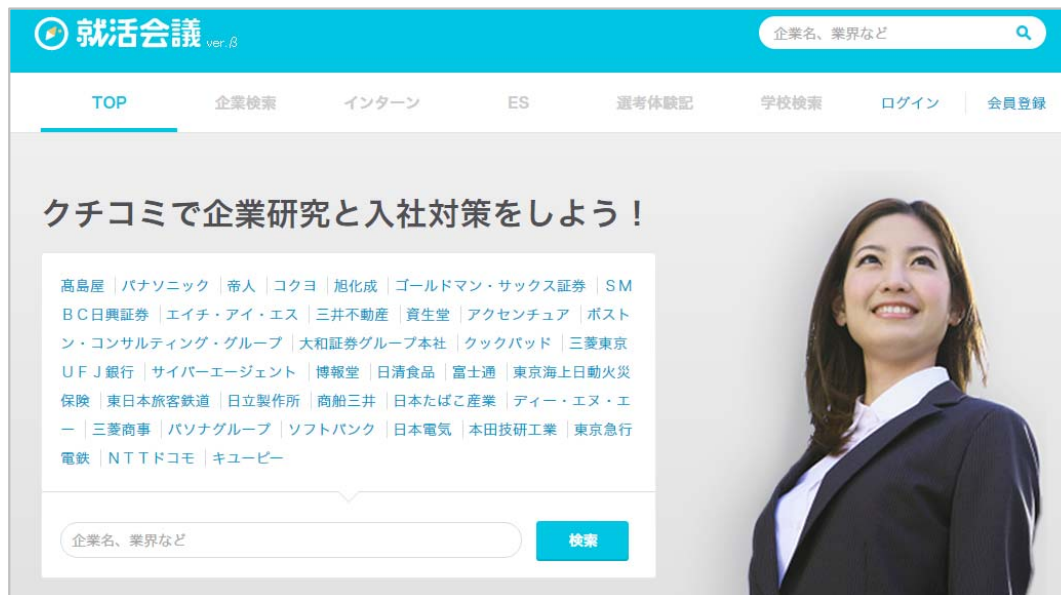 就活会議 ver.β
企業名、業界など
TOP 企業検索 インターン ES 選考体験記 学校検索 ログイン 会員登録
クチコミで企業研究と入社対策をしよう！
髙島屋 パナソニック 帝人 コクヨ 旭化成 ゴールドマン・サックス証券 ＳＭ
ＢＣ日興証券 エイチ・アイ・エス 三井不動産 資生堂 アクセンチュア ボスト
ン・コンサルティング・グループ 大和証券グループ本社 クックパッド 三菱東京
ＵＦＪ銀行 サイバーエージェント 博報堂 日清食品 富士通 東京海上日動火災
保険 東日本旅客鉄道 日立製作所 商船三井 日本たばこ産業 ディー・エヌ・エ
ー 三菱商事 パソナグループ ソフトバンク 日本電気 本田技研工業 東京急行
電鉄 ＮＴＴドコモ キユーピー
企業名、業界など 検索